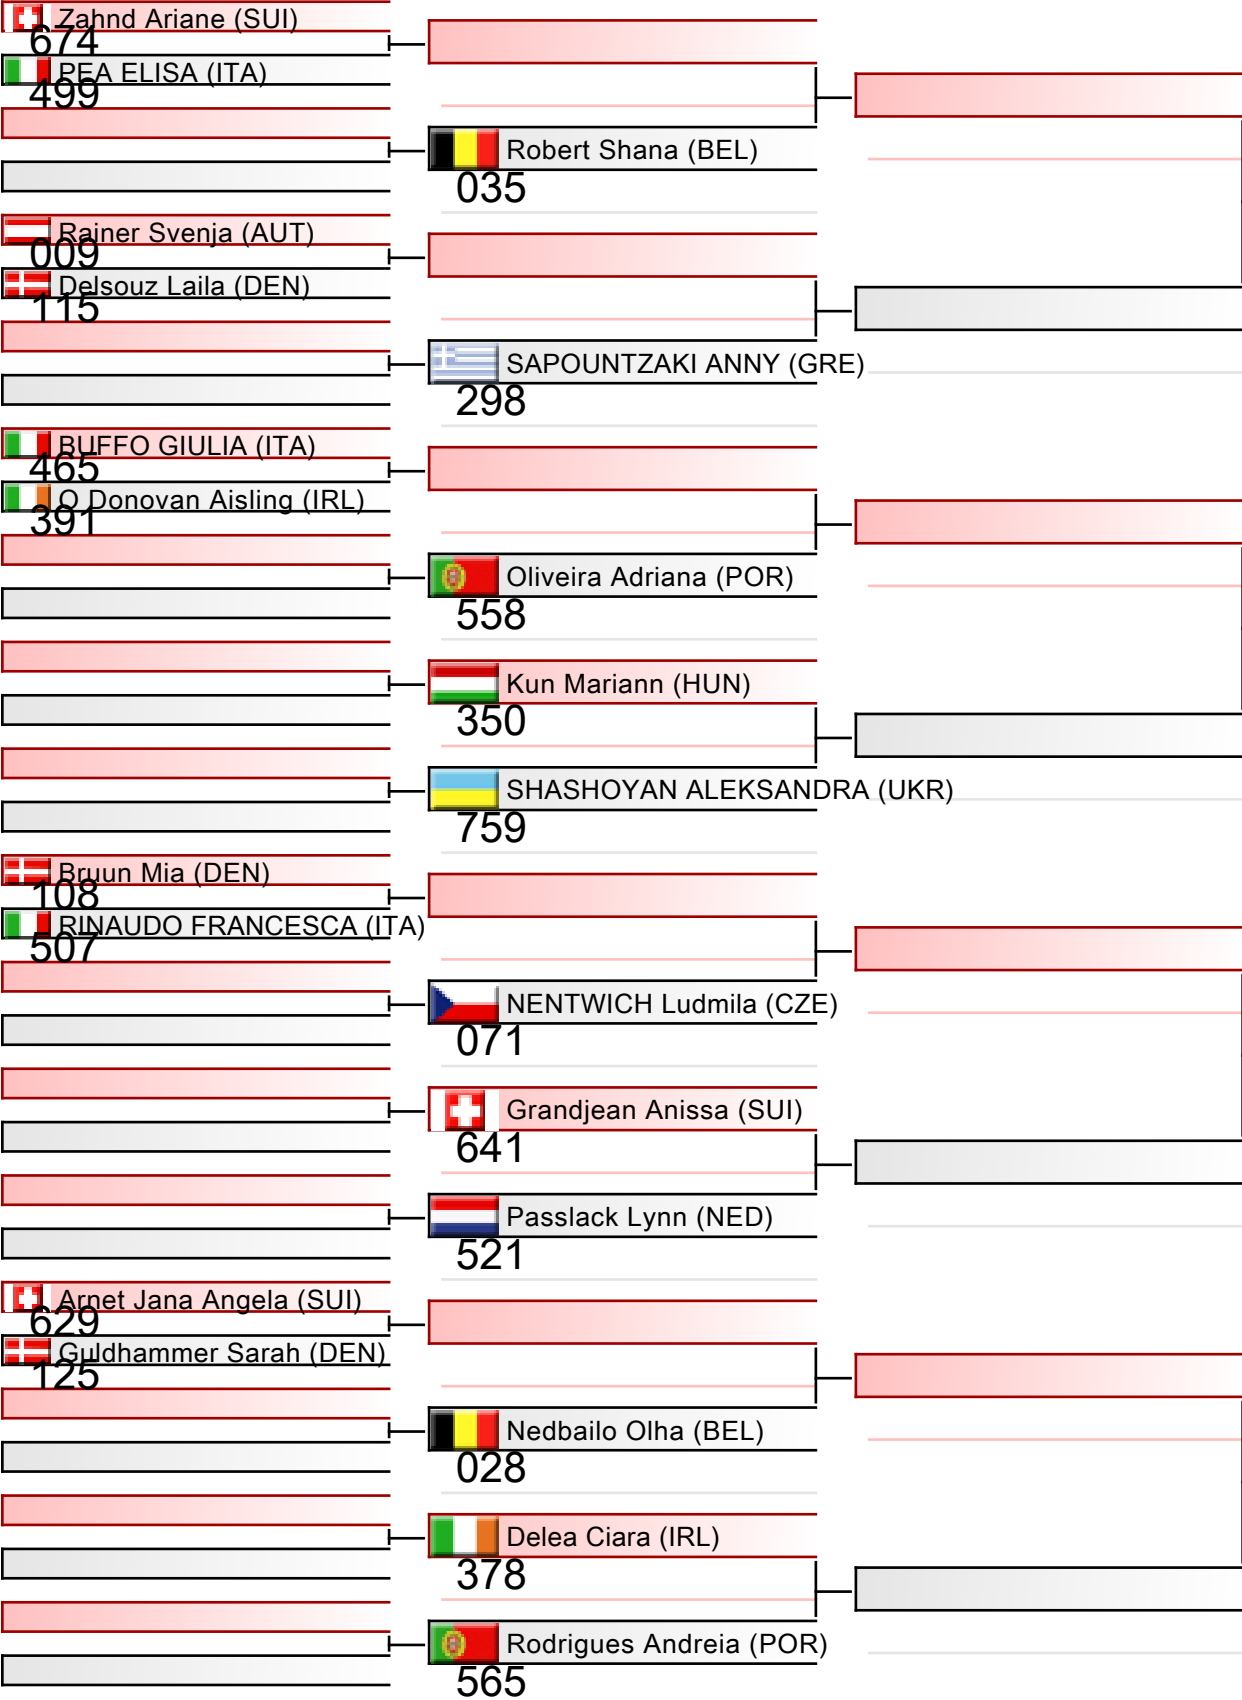 Zahnd Ariane (SUI)
674
PEA ELISA (ITA)
499
Robert Shana (BEL)
035
Rainer Svenja (AUT)
009
Delsouz Laila (DEN)
115
SAPOUNTZAKI ANNY (GRE)
298
BUFFO GIULIA (ITA)
465
O Donovan Aisling (IRL)
391
Oliveira Adriana (POR)
558
Kun Mariann (HUN)
350
SHASHOYAN ALEKSANDRA (UKR)
759
Bruun Mia (DEN)
108
RINAUDO FRANCESCA (ITA)
507
NENTWICH Ludmila (CZE)
071
Grandjean Anissa (SUI)
641
Passlack Lynn (NED)
521
Arnet Jana Angela (SUI)
629
Guldhammer Sarah (DEN)
125
Nedbailo Olha (BEL)
028
Delea Ciara (IRL)
378
Rodrigues Andreia (POR)
565